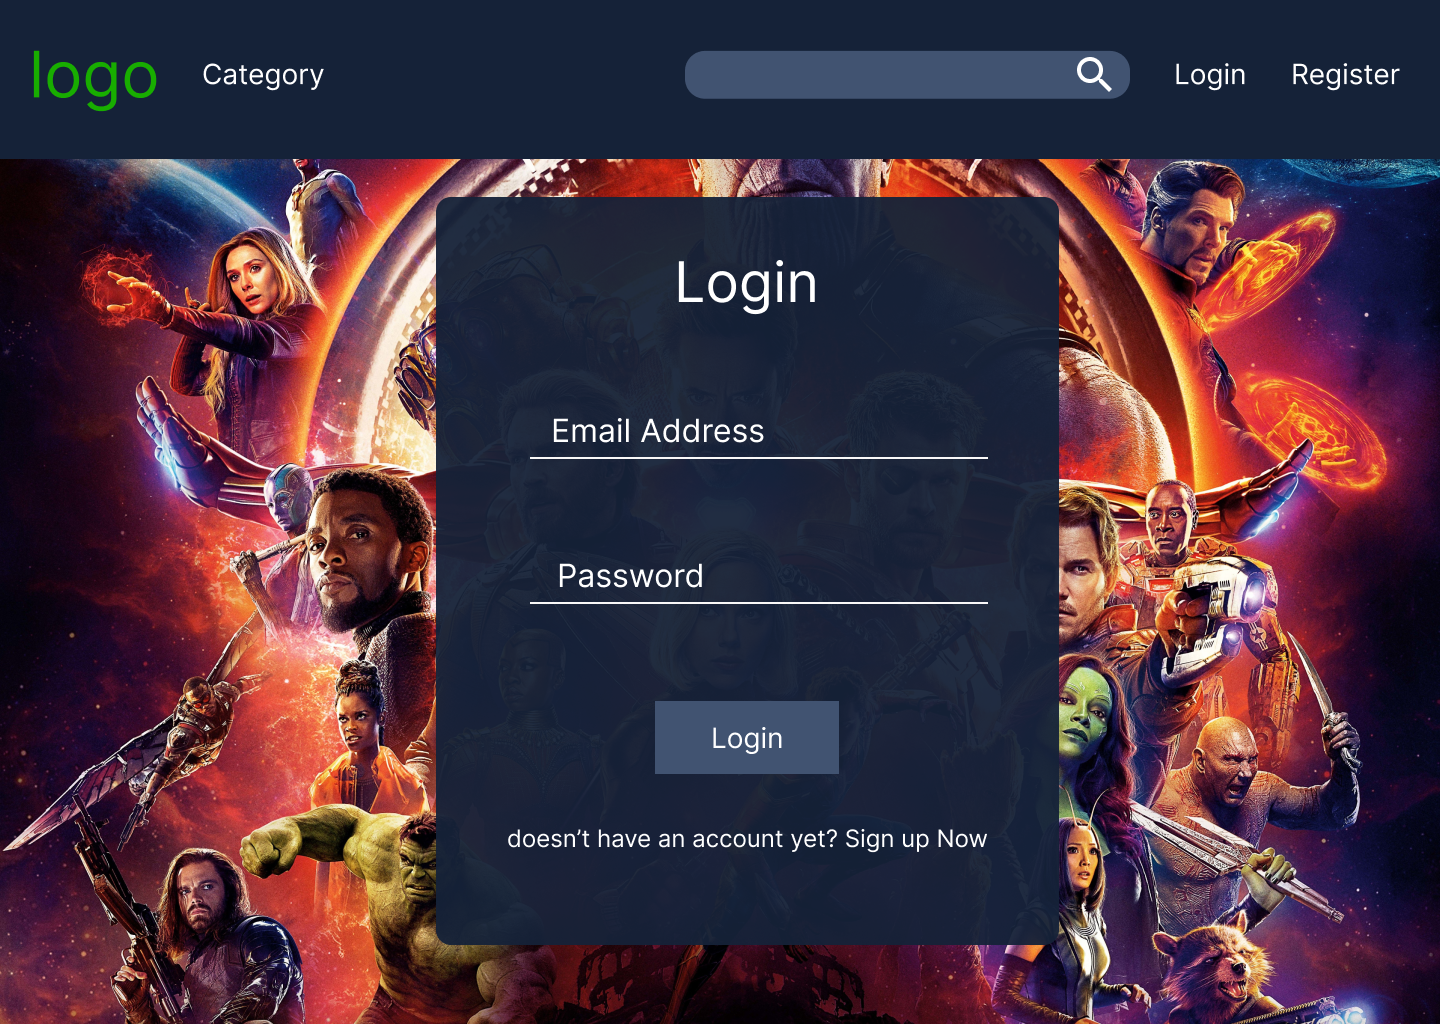 logo
Category
Login
Register
Login
Email Address
Password
Login
doesn’t have an account yet? Sign up Now